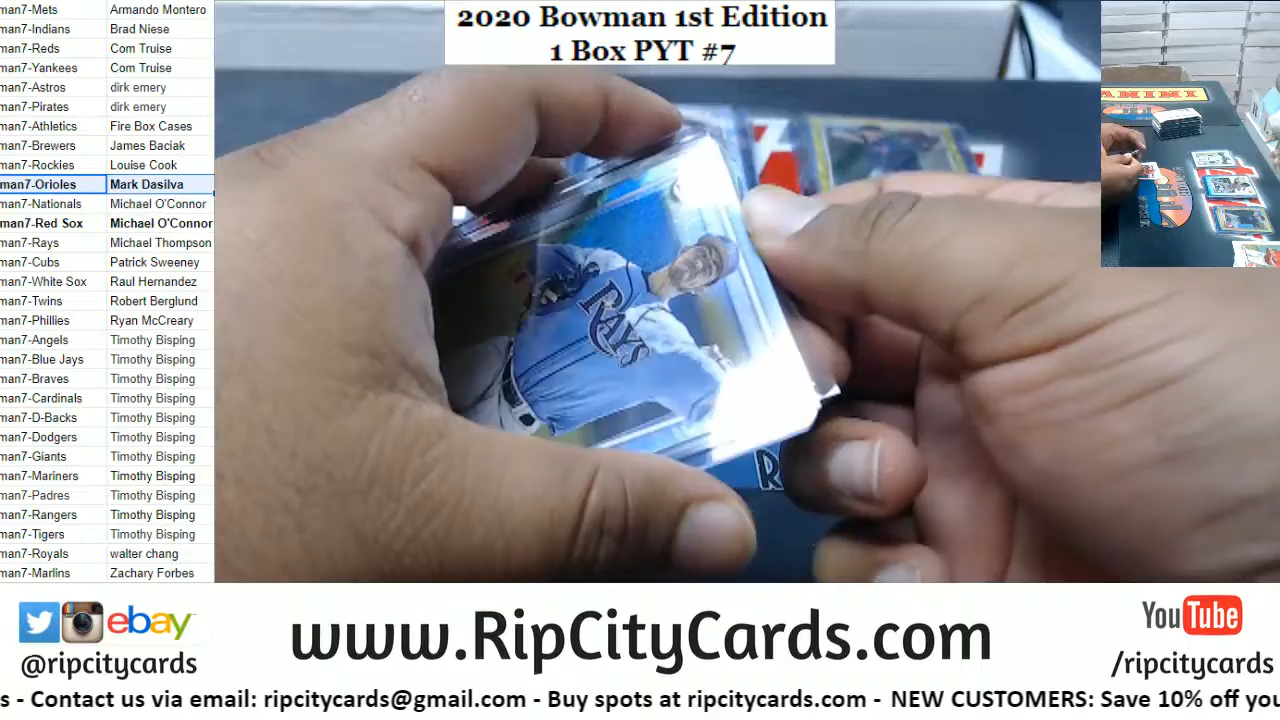 2020 Bowman 1st Edition
1 Box PYT #7
man7-Mets Armando Montero
man7-Indians Brad Niese
man7-Reds Com Truise
man7-Yankees Com Truise
man7-Astros dirk emery
man7-Pirates dirk emery
man7-Athletics Fire Box Cases
man7-Brewers James Baciak
man7-Rockies Louise Cook
man7-Orioles Mark Dasilva
man7-Nationals Michael O'Connor
man7-Red Sox Michael O'Connor
man7-Rays Michael Thompson
man7-Cubs Patrick Sweeney
man7-White Sox Raul Hernandez
man7-Twins Robert Berglund
man7-Phillies Ryan McCreary
man7-Angels Timothy Bisping
man7-Blue Jays Timothy Bisping
man7-Braves Timothy Bisping
man7-Cardinals Timothy Bisping
man7-D-Backs Timothy Bisping
man7-Dodgers Timothy Bisping
man7-Giants Timothy Bisping
man7-Mariners Timothy Bisping
man7-Padres Timothy Bisping
man7-Rangers Timothy Bisping
man7-Tigers Timothy Bisping
man7-Royals walter chang
man7-Marlins Zachary Forbes
RAYS
PANINI
ebay
@ripcitycards
www.RipCityCards.com
YouTube
/ripcitycards
s - Contact us via email: ripcitycards@gmail.com - Buy spots at ripcitycards.com - NEW CUSTOMERS: Save 10% off you